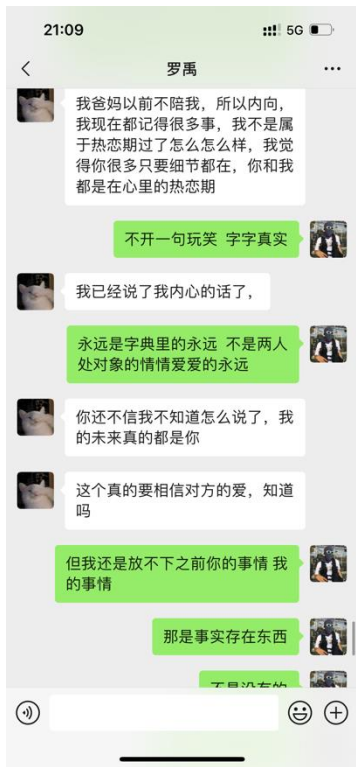 21:09
5G
罗禹
我爸妈以前不陪我，所以内向，
我现在都记得很多事，我不是属
于热恋期过了怎么怎么样，我觉
得你很多只要细节都在，你和我
都是在心里的热恋期
不开一句玩笑 字字真实
我已经说了我内心的话了，
永远是字典里的永远 不是两人
处对象的情情爱爱的永远
你还不信我不知道怎么说了，我
的未来真的都是你
这个真的要相信对方的爱，知道
吗
但我还是放不下之前你的事情 我
的事情
那是事实存在东西
不是没有的